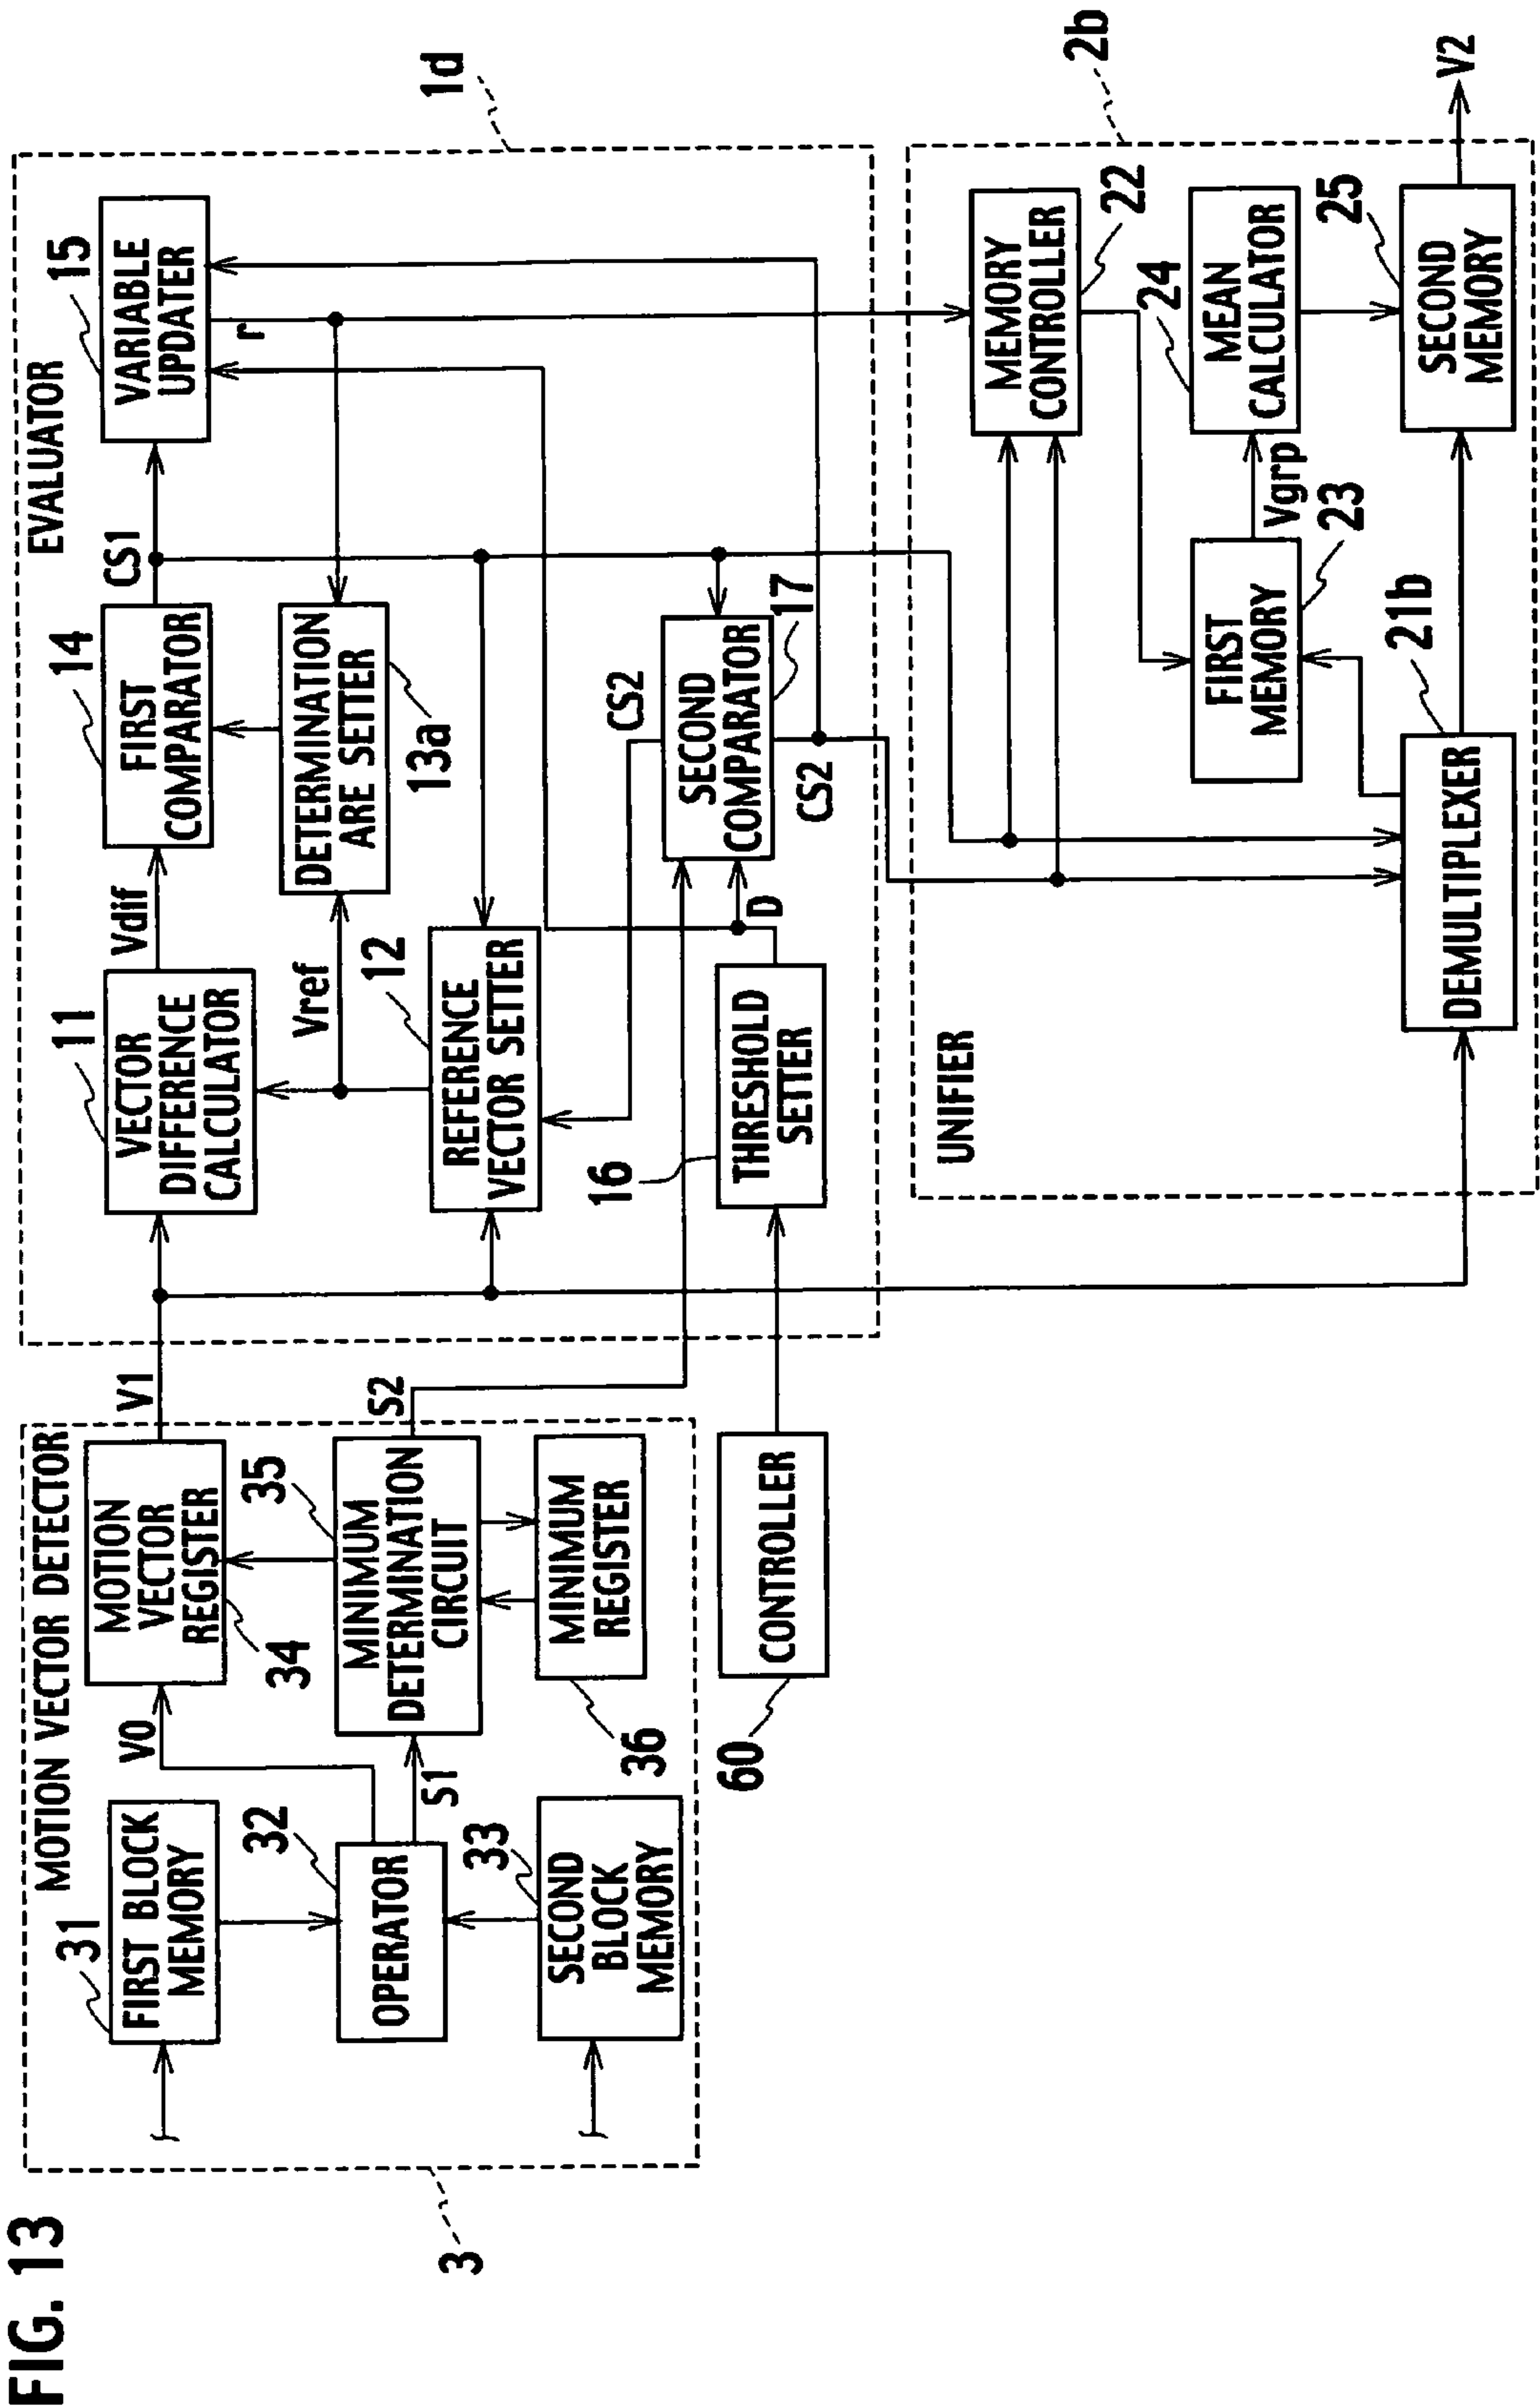 FIG. 13
MOTION VECTOR DETECTOR
3
31
FIRST BLOCK
MEMORY
32
OPERATOR
33
SECOND
BLOCK
MEMORY
V0
S1
MOTION
VECTOR
REGISTER
34
35
MINIMUM
DETERMINATION
CIRCUIT
MINIMUM
REGISTER
36
CONTROLLER
60
V1
S2
EVALUATOR
1d
11
VECTOR
DIFFERENCE
CALCULATOR
Vdif
Vref
12
REFERENCE
VECTOR SETTER
16
THRESHOLD
SETTER
D
14
FIRST
COMPARATOR
CS1
DETERMINATION
ARE SETTER
13a
CS2
SECOND
COMPARATOR
17
CS2
15
VARIABLE
UPDATER
r
UNIFIER
2b
MEMORY
CONTROLLER
22
FIRST
MEMORY
23
Vgrp
24
MEAN
CALCULATOR
21b
DEMULTIPLEXER
25
SECOND
MEMORY
V2